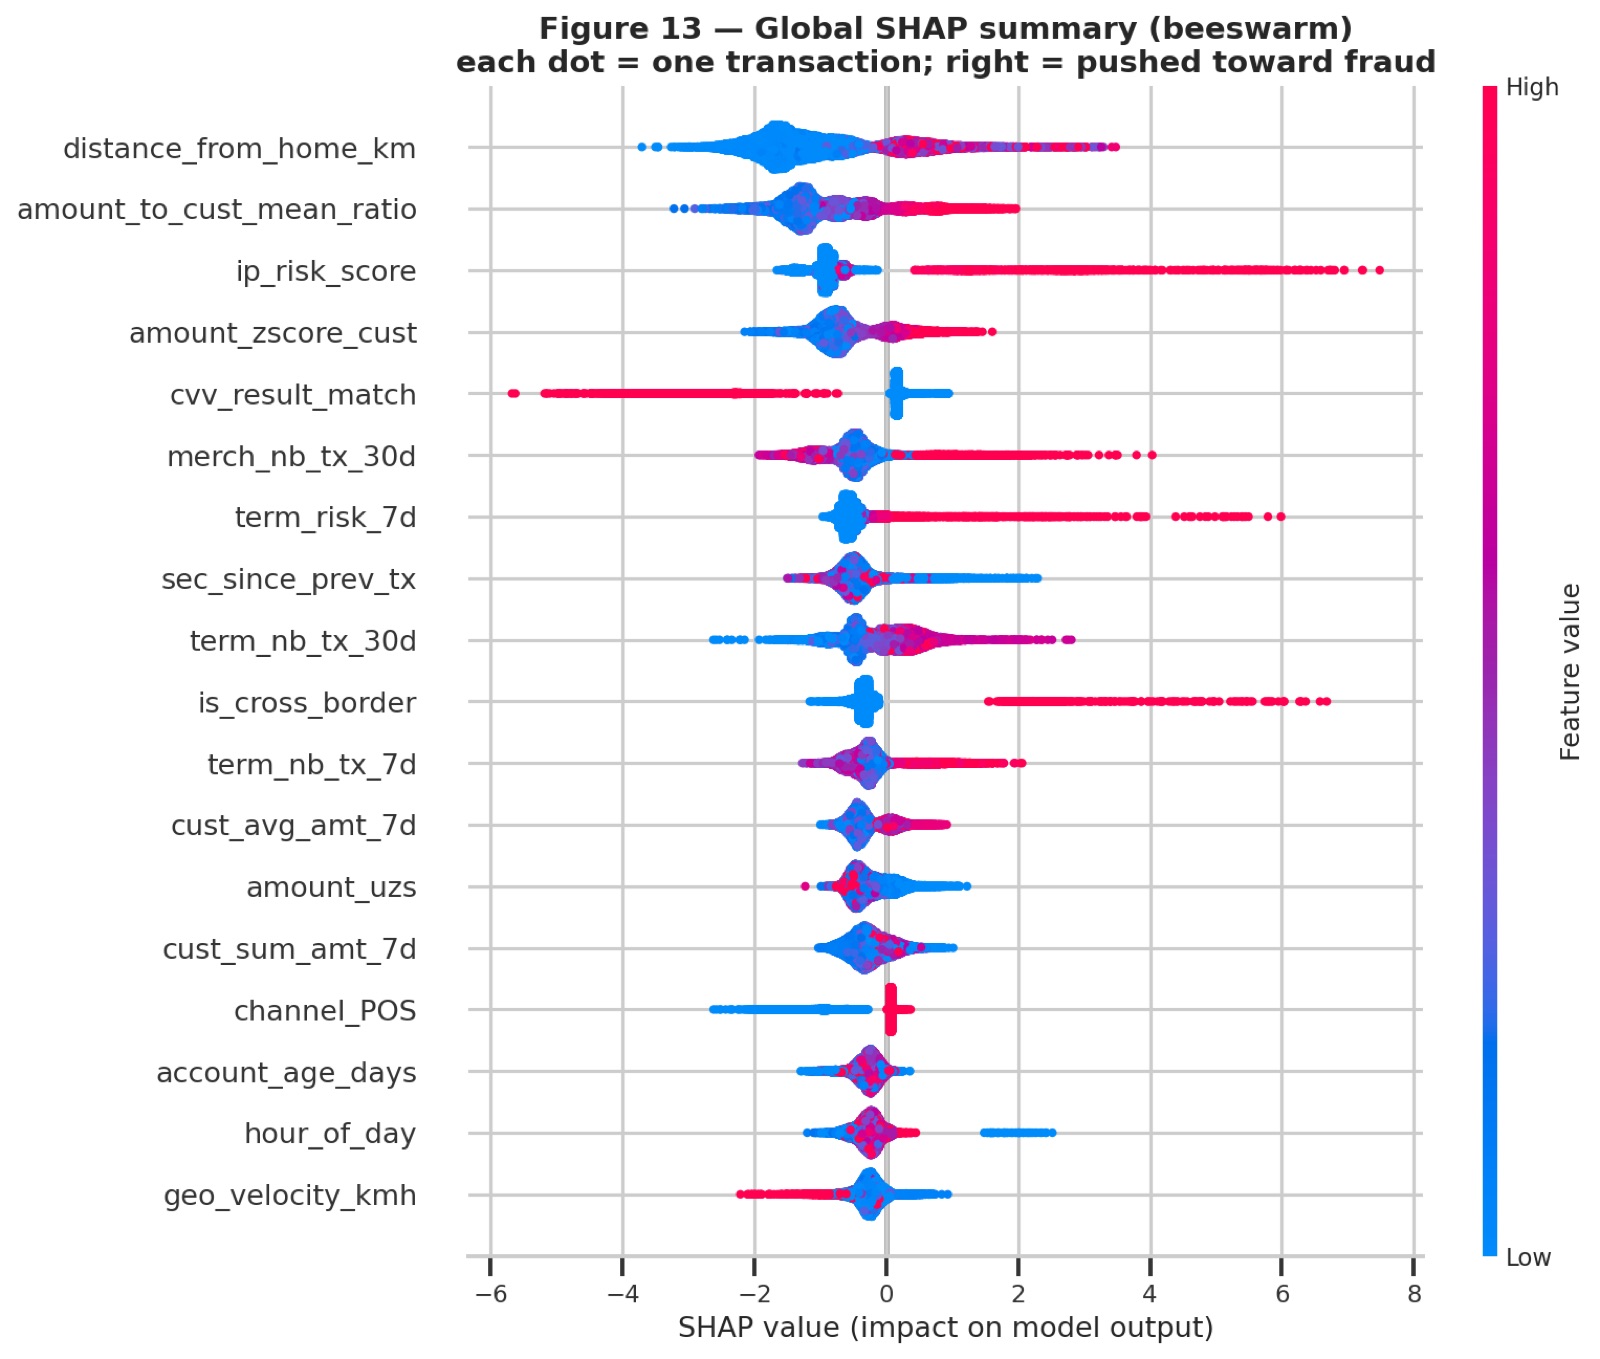 Figure 13 — Global SHAP summary (beeswarm)
each dot = one transaction; right = pushed toward fraud
High
distance_from_home_km
amount_to_cust_mean_ratio
ip_risk_score
amount_zscore_cust
cvv_result_match
merch_nb_tx_30d
term_risk_7d
sec_since_prev_tx
term_nb_tx_30d
is_cross_border
term_nb_tx_7d
cust_avg_amt_7d
amount_uzs
cust_sum_amt_7d
channel_POS
account_age_days
hour_of_day
geo_velocity_kmh
Feature value
Low
−6 −4 −2 0 2 4 6 8
SHAP value (impact on model output)